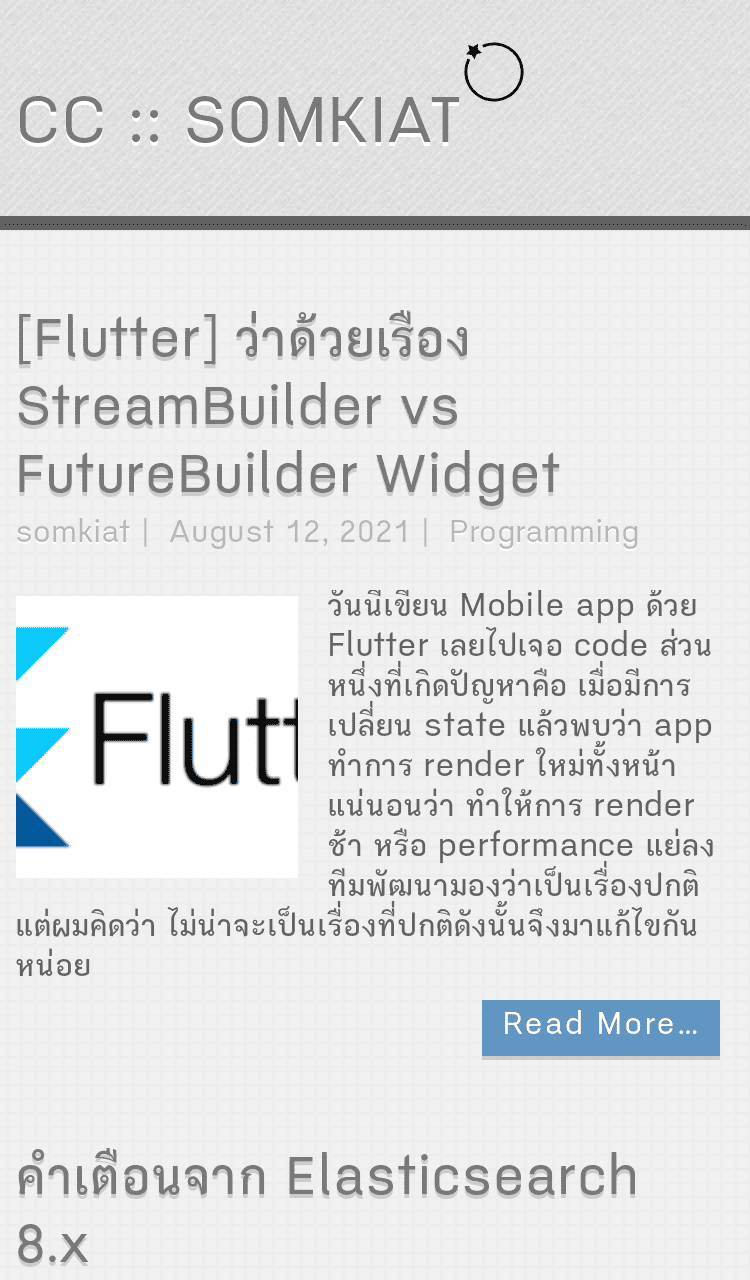 CC :: SOMKIAT
[Flutter] ว่าด้วยเรื่อง
StreamBuilder vs
FutureBuilder Widget
somkiat | August 12, 2021 | Programming
วันนี้เขียน Mobile app ด้วย
Flutter เลยไปเจอ code ส่วน
หนึ่งที่เกิดปัญหาคือ เมื่อมีการ
เปลี่ยน state แล้วพบว่า app
ทำการ render ใหม่ทั้งหน้า
แน่นอนว่า ทำให้การ render
ช้า หรือ performance แย่ลง
ทีมพัฒนามองว่าเป็นเรื่องปกติ
แต่ผมคิดว่า ไม่น่าจะเป็นเรื่องที่ปกติดังนั้นจึงมาแก้ไขกัน
หน่อย
Flutt
Read More…
คำเตือนจาก Elasticsearch
8.x